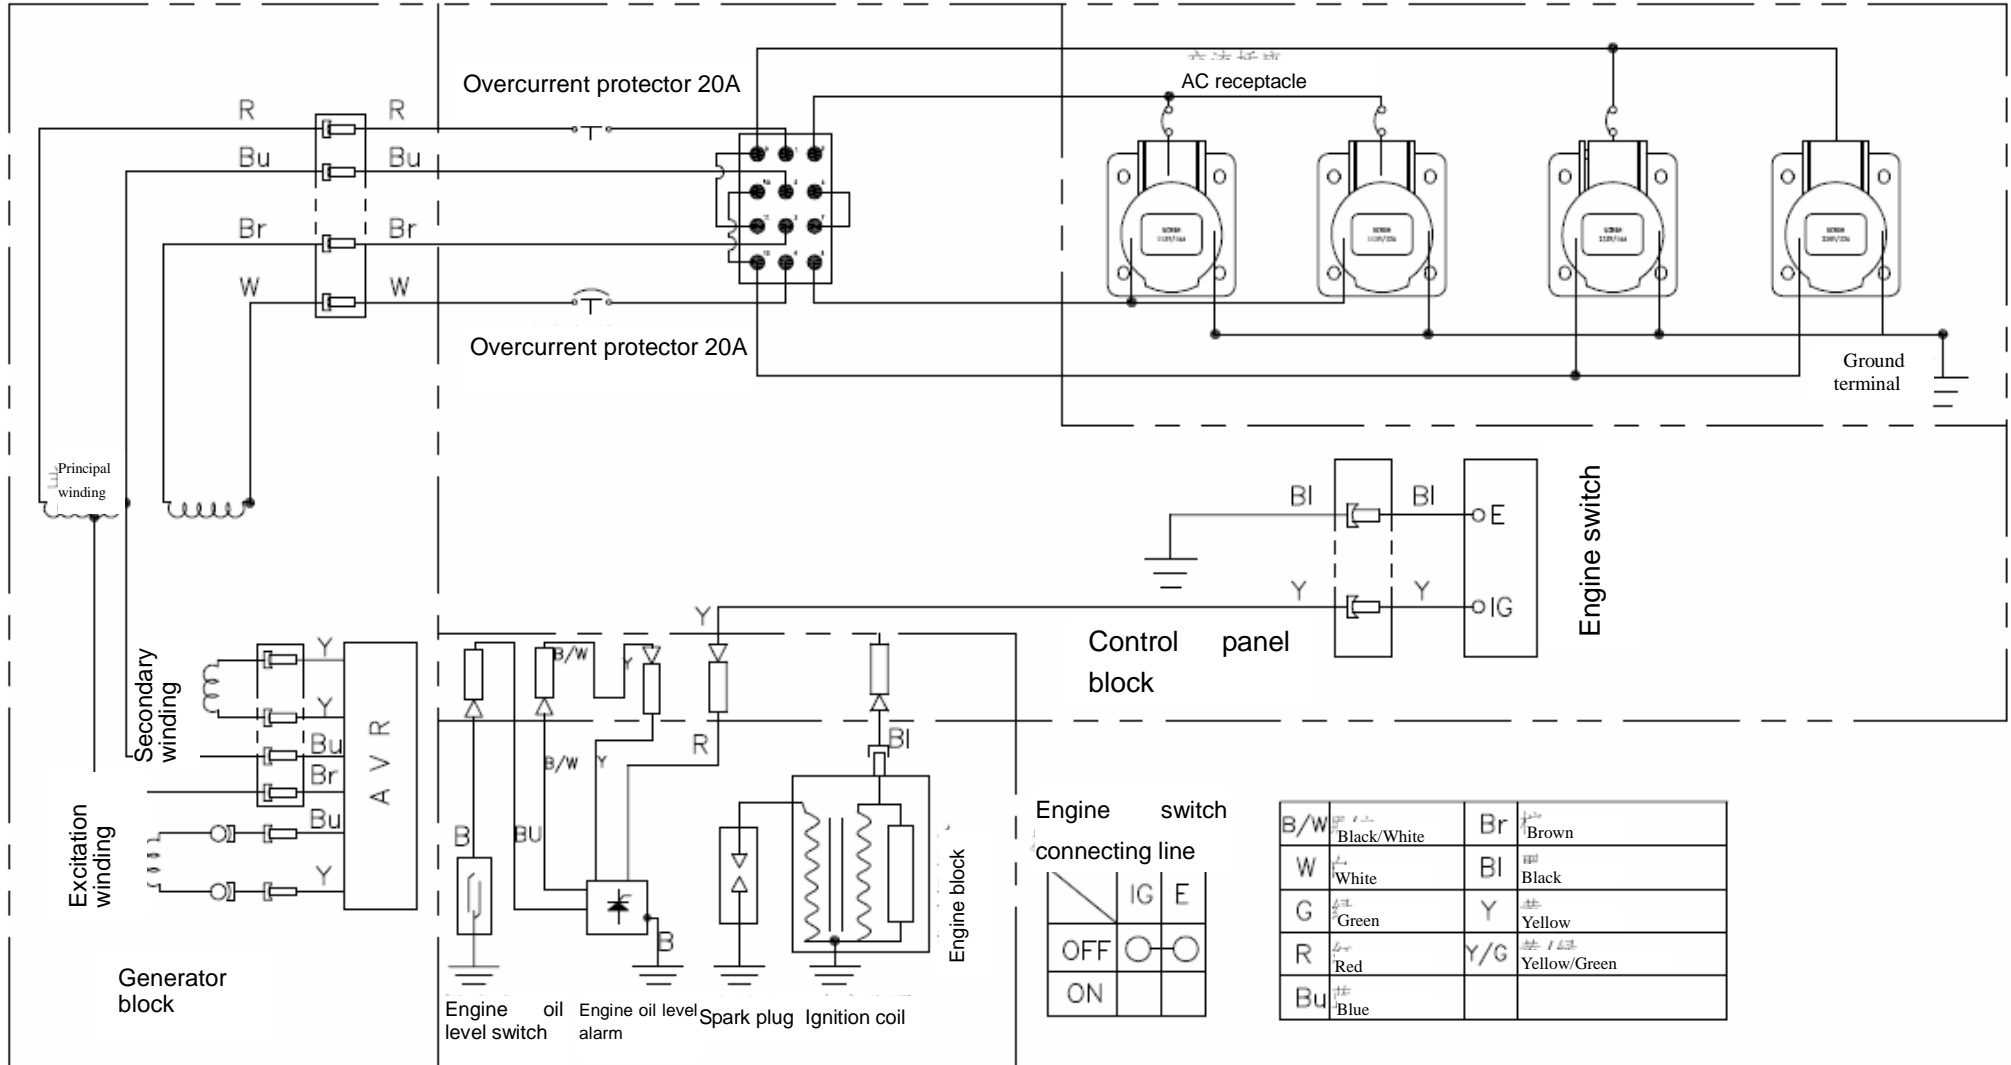 Overcurrent protector 20A
AC receptacle
R
R
Bu
Bu
Br
Br
W
W
Overcurrent protector 20A
Ground
terminal
Principal
winding
Bl
Bl
E
Y
Y
IG
Engine switch
Control panel
block
Y
Secondary
winding
Y
Y
Bu
Br
Bu
Y
AVR
Excitation
winding
B/W
Y
B/W
Y
R
Bl
B
BU
B
Engine block
Generator
block
Engine oil
level switch
Engine oil level
alarm
Spark plug
Ignition coil
Engine switch
connecting line
IG E
OFF
ON
B/W Black/White Br Brown
W White Bl Black
G Green Y Yellow
R Red Y/G Yellow/Green
Bu Blue